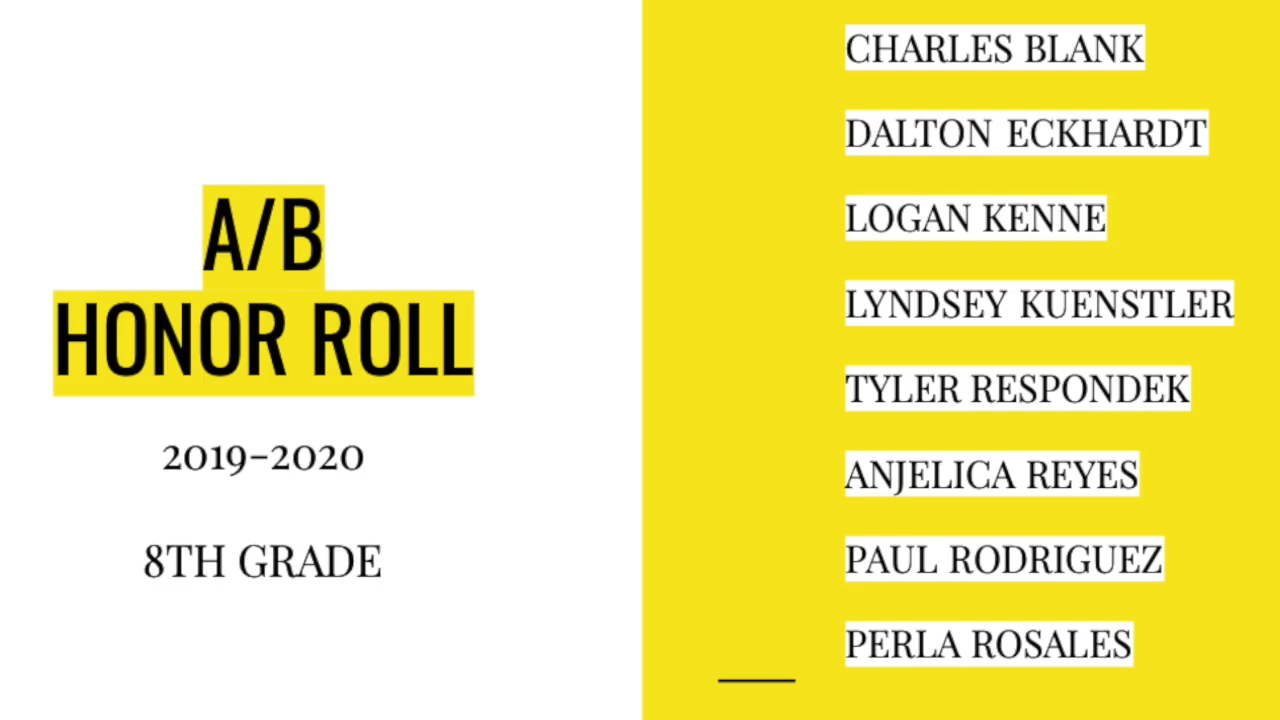 A/B
HONOR ROLL
2019-2020
8TH GRADE
CHARLES BLANK
DALTON ECKHARDT
LOGAN KENNE
LYNDSEY KUENSTLER
TYLER RESPONDEK
ANJELICA REYES
PAUL RODRIGUEZ
PERLA ROSALES